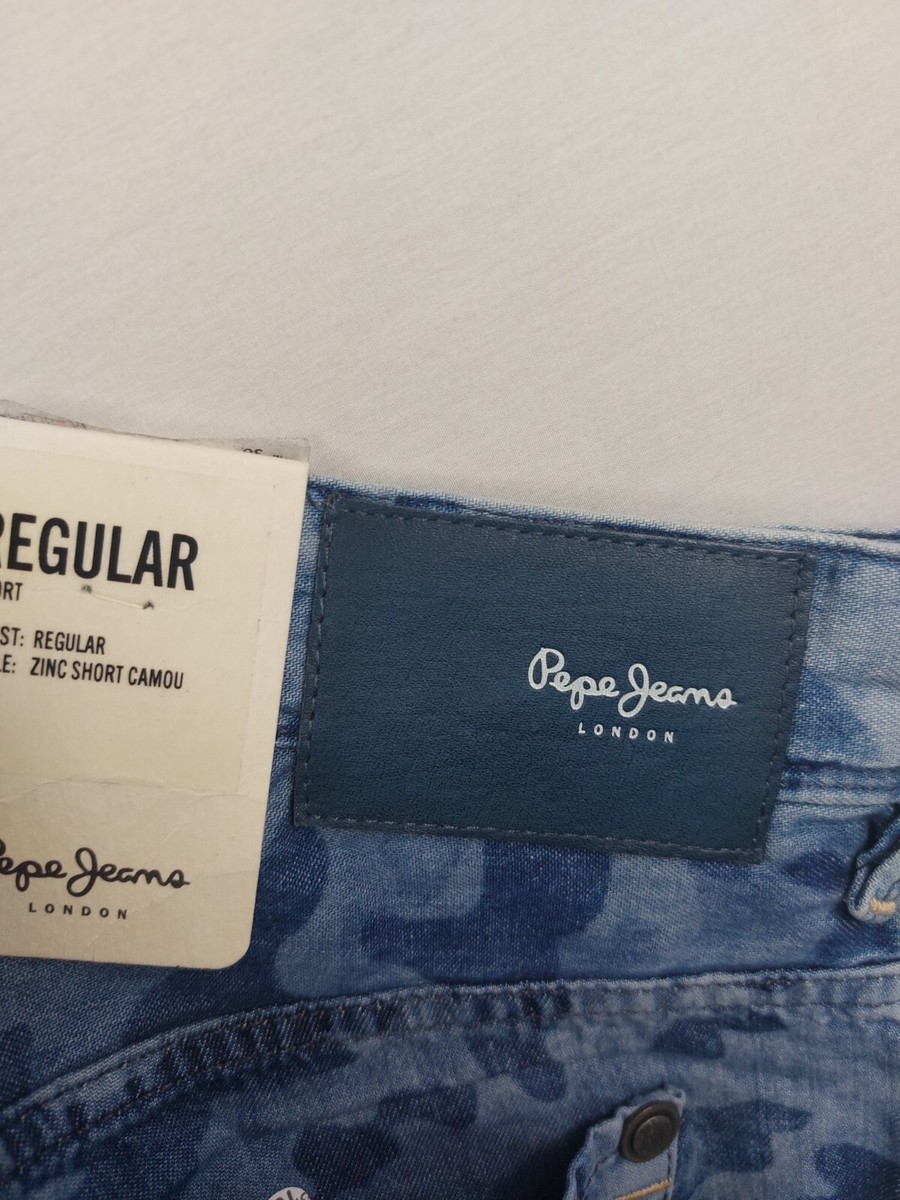 REGULAR
ORT
ST: REGULAR
LE: ZINC SHORT CAMOU
Pepe Jeans
LONDON
Pepe Jeans
LONDON